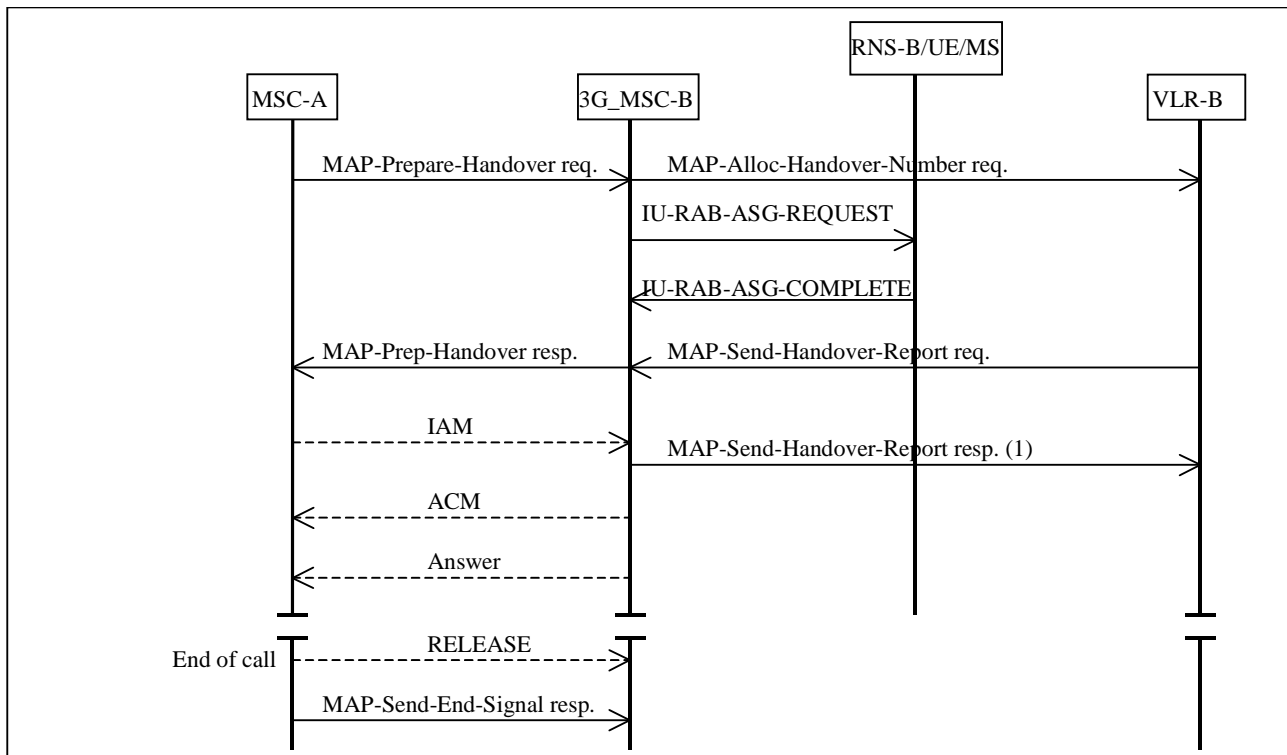 RNS-B/UE/MS
MSC-A
3G_MSC-B
VLR-B
MAP-Prepare-Handover req.
MAP-Alloc-Handover-Number req.
IU-RAB-ASG-REQUEST
IU-RAB-ASG-COMPLETE
MAP-Prep-Handover resp.
MAP-Send-Handover-Report req.
IAM
MAP-Send-Handover-Report resp. (1)
ACM
Answer
RELEASE
End of call
MAP-Send-End-Signal resp.